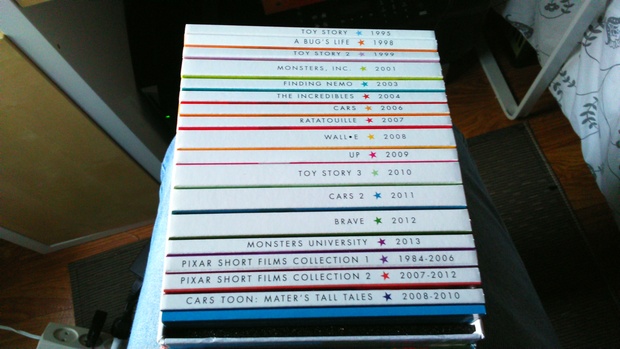 TOY STORY ★ 1995
A BUG'S LIFE ★ 1998
TOY STORY 2 ★ 1999
MONSTERS, INC. ★ 2001
FINDING NEMO ★ 2003
THE INCREDIBLES ★ 2004
CARS ★ 2006
RATATOUILLE ★ 2007
WALL•E ★ 2008
UP ★ 2009
TOY STORY 3 ★ 2010
CARS 2 ★ 2011
BRAVE ★ 2012
MONSTERS UNIVERSITY ★ 2013
PIXAR SHORT FILMS COLLECTION 1 ★ 1984-2006
PIXAR SHORT FILMS COLLECTION 2 ★ 2007-2012
CARS TOON: MATER'S TALL TALES ★ 2008-2010